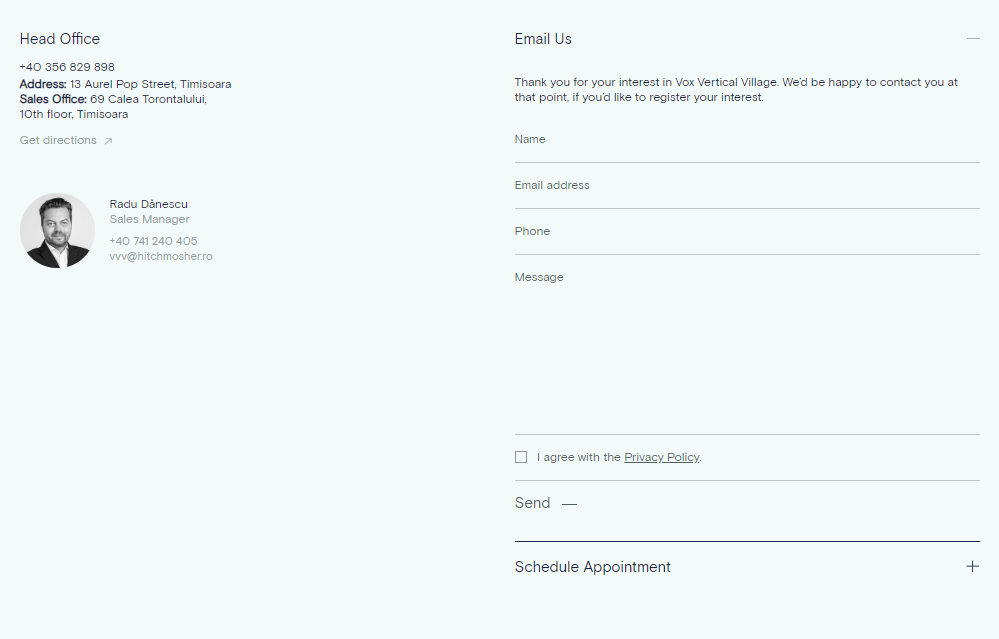 Head Office
+40 356 829 898
Address: 13 Aurel Pop Street, Timisoara
Sales Office: 69 Calea Torontalului,
10th floor, Timisoara
Get directions ↗
Radu Dănescu
Sales Manager
+40 741 240 405
vvv@hitchmosher.ro
Email Us
Thank you for your interest in Vox Vertical Village. We'd be happy to contact you at
that point, if you'd like to register your interest.
Name
Email address
Phone
Message
I agree with the Privacy Policy.
Send —
Schedule Appointment +